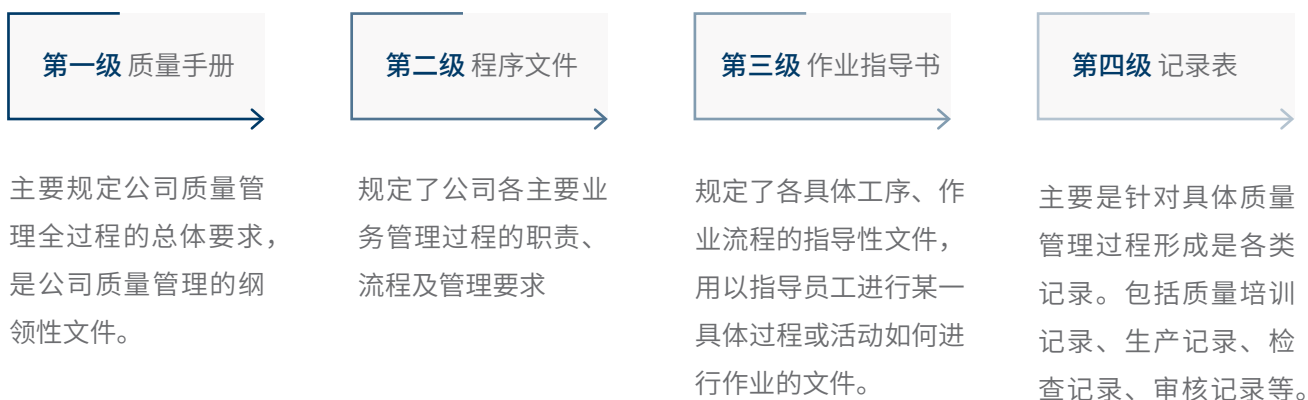 第一级 质量手册
主要规定公司质量管
理全过程的总体要求，
是公司质量管理的纲
领性文件。
第二级 程序文件
规定了公司各主要业
务管理过程的职责、
流程及管理要求
第三级 作业指导书
规定了各具体工序、作
业流程的指导性文件，
用以指导员工进行某一
具体过程或活动如何进
行作业的文件。
第四级 记录表
主要是针对具体质量
管理过程形成是各类
记录。包括质量培训
记录、生产记录、检
查记录、审核记录等。